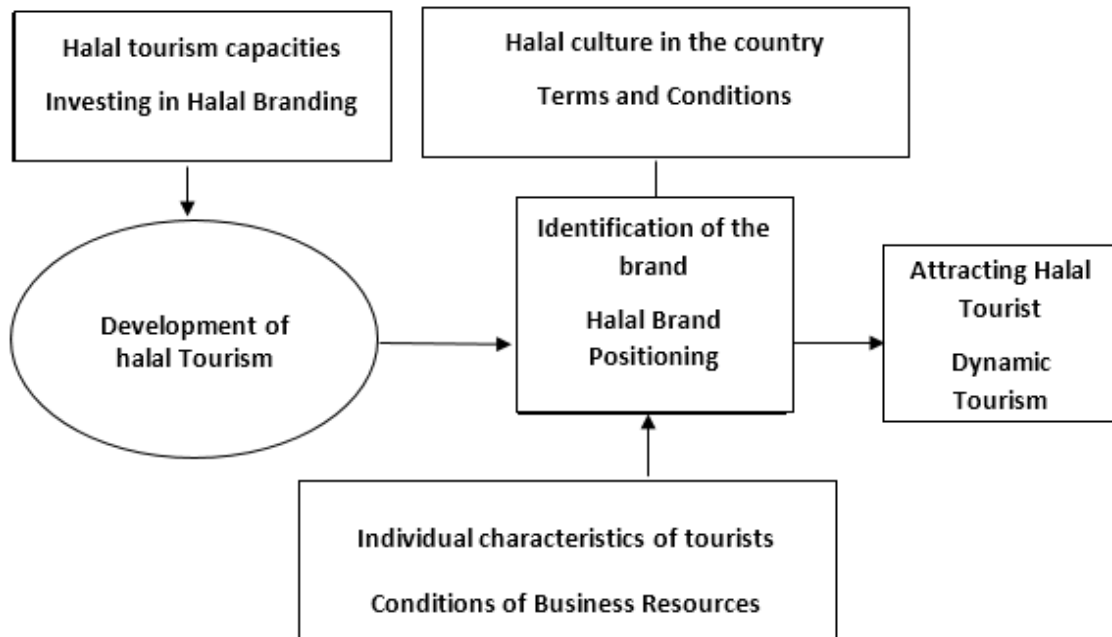 Halal tourism capacities
Investing in Halal Branding
Halal culture in the country
Terms and Conditions
Development of
halal Tourism
Identification of the
brand
Halal Brand
Positioning
Attracting Halal
Tourist
Dynamic
Tourism
Individual characteristics of tourists
Conditions of Business Resources